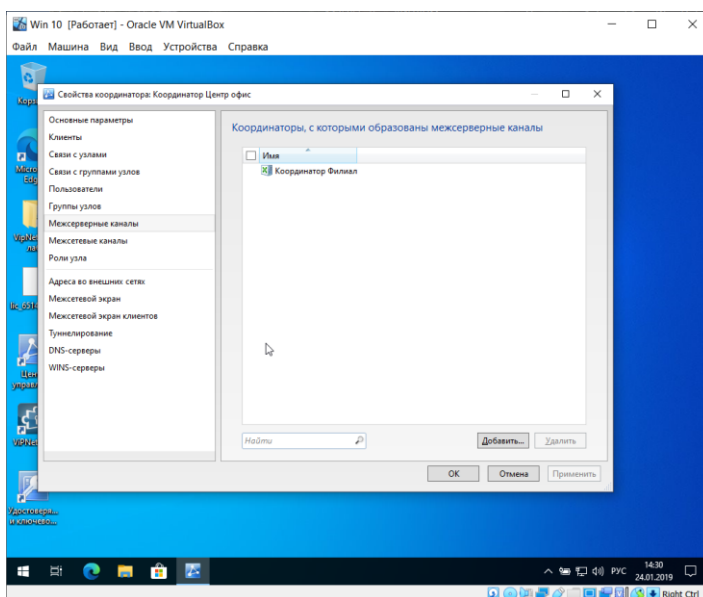 Win 10 [Работает] - Oracle VM VirtualBox
Файл Машина Вид Ввод Устройства Справка
Свойства координатора: Координатор Центр офис
Основные параметры
Клиенты
Связи с узлами
Связи с группами узлов
Пользователи
Группы узлов
Межсерверные каналы
Межсетевые каналы
Роли узла
Адреса во внешних сетях
Межсетевой экран
Межсетевой экран клиентов
Туннелирование
DNS-серверы
WINS-серверы
Координаторы, с которыми образованы межсерверные каналы
Имя
Координатор Филиал
Найти
Добавить...
Удалить
OK
Отмена
Применить
РУС
14:30
24.01.2019
Right Ctrl